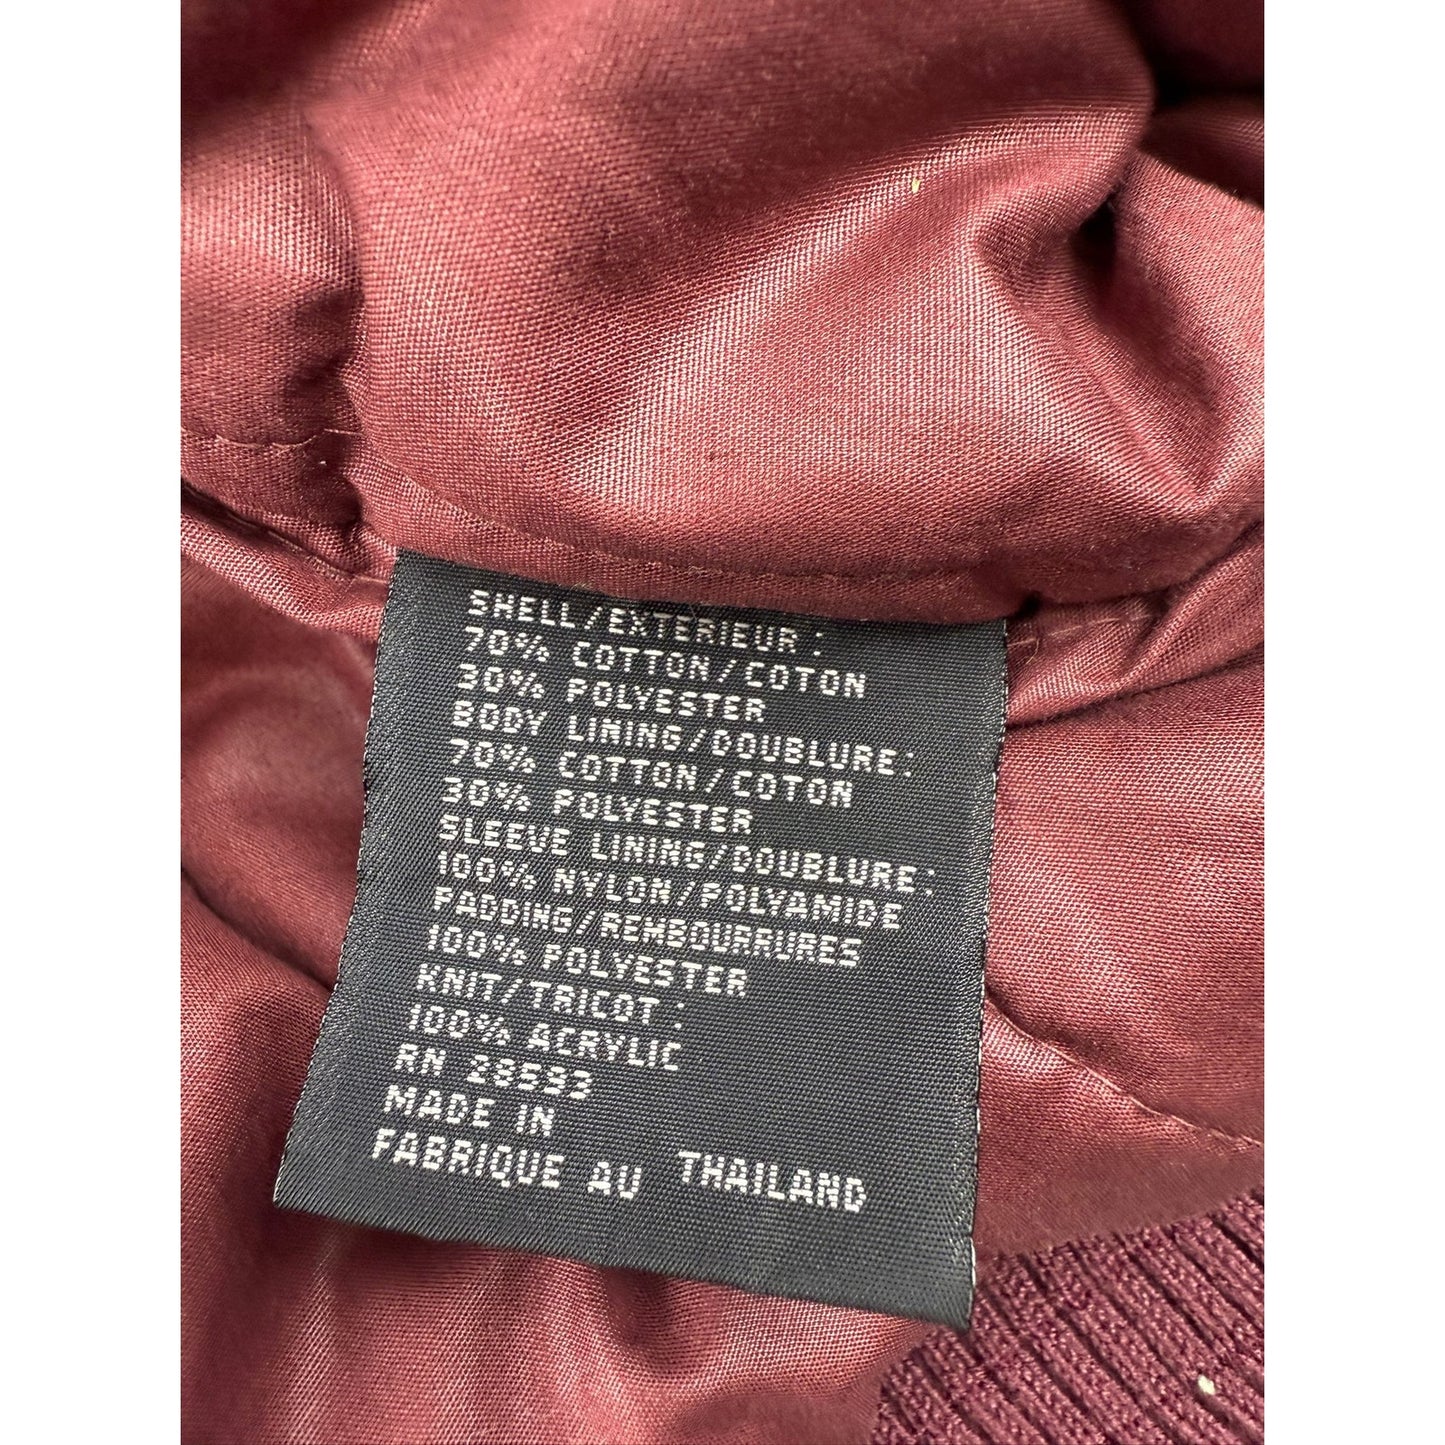 SHELL/EXTERIEUR:
70% COTTON/COTON
30% POLYESTER
BODY LINING/DOUBLURE:
70% COTTON/COTON
30% POLYESTER
SLEEVE LINING/DOUBLURE:
100% NYLON/POLYAMIDE
PADDING/REMBOURRURES
100% POLYESTER
KNIT/TRICOT:
100% ACRYLIC
RN 28593
MADE IN
FABRIQUE AU THAILAND